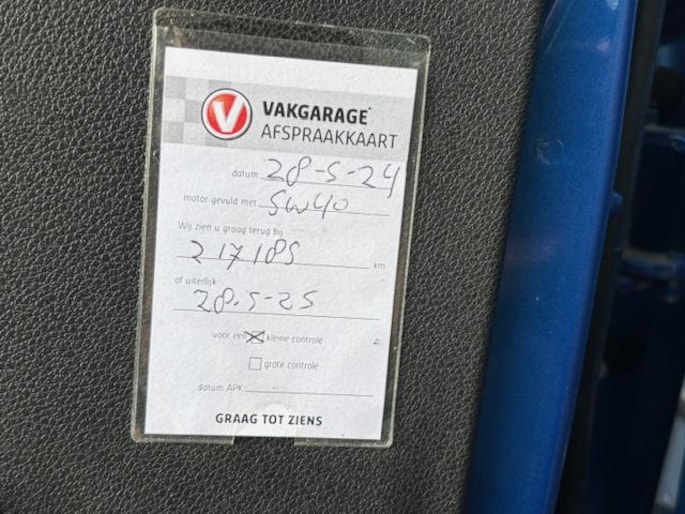 V VAKGARAGE
AFSPRAAKKAART
datum 28-5-24
motor gevuld met 5W40
Wij zien u graag terug bij
217185 km
of uiterlijk
28-5-25
voor een kleine controle
grote controle
datum APK
GRAAG TOT ZIENS